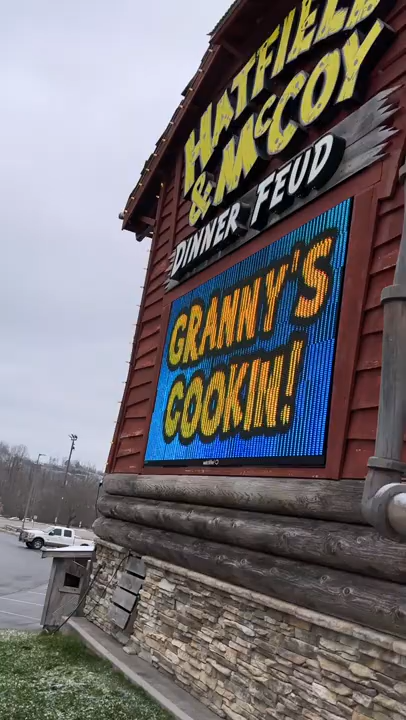 HATFIELD
& McCOY
DINNER FEUD
GRANNY'S
COOKIN!